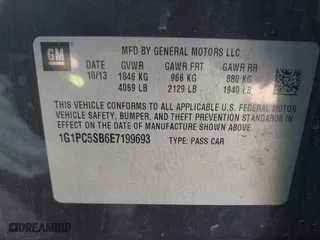 GM
MFD BY GENERAL MOTORS LLC
DATE GVWR GAWR FRT GAWR RR
10/13 1846 KG 966 KG 880 KG
4069 LB 2129 LB 1940 LB
THIS VEHICLE CONFORMS TO ALL APPLICABLE U.S. FEDERAL MOTOR
VEHICLE SAFETY, BUMPER, AND THEFT PREVENTION STANDARDS
IN EFFECT ON THE DATE OF MANUFACTURE SHOWN ABOVE.
1G1PC5SB6E7199693 TYPE: PASS CAR
DREAMBID